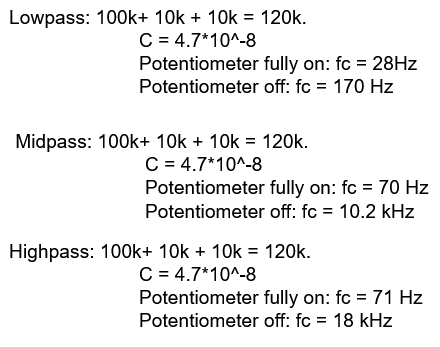 Lowpass: 100k+ 10k + 10k = 120k.
C = 4.7*10^-8
Potentiometer fully on: fc = 28Hz
Potentiometer off: fc = 170 Hz
Midpass: 100k+ 10k + 10k = 120k.
C = 4.7*10^-8
Potentiometer fully on: fc = 70 Hz
Potentiometer off: fc = 10.2 kHz
Highpass: 100k+ 10k + 10k = 120k.
C = 4.7*10^-8
Potentiometer fully on: fc = 71 Hz
Potentiometer off: fc = 18 kHz